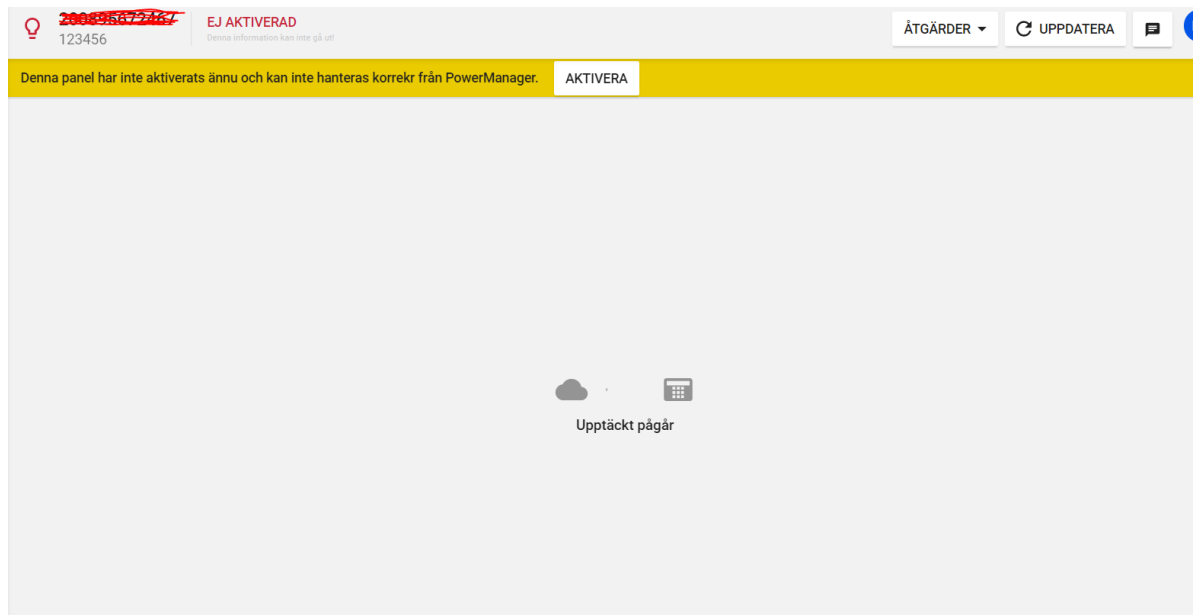 123456
EJ AKTIVERAD
Denna information kan inte gå ut!
ÅTGÄRDER
UPPDATERA
Denna panel har inte aktiverats ännu och kan inte hanteras korrekr från PowerManager.
AKTIVERA
Upptäckt pågår